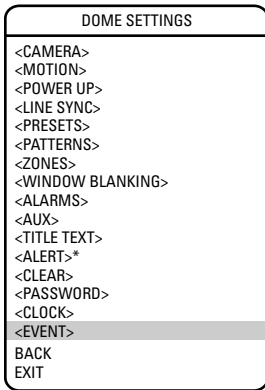 DOME SETTINGS
<CAMERA>
<MOTION>
<POWER UP>
<LINE SYNC>
<PRESETS>
<PATTERNS>
<ZONES>
<WINDOW BLANKING>
<ALARMS>
<AUX>
<TITLE TEXT>
<ALERT>*
<CLEAR>
<PASSWORD>
<CLOCK>
<EVENT>
BACK
EXIT